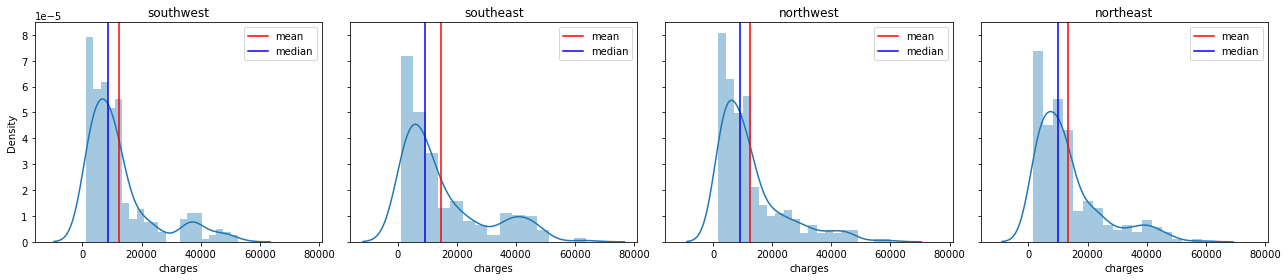 southwest
southeast
northwest
northeast
1e−5
mean
median
mean
median
mean
median
mean
median
8
7
6
5
4
3
2
1
0
Density
0 20000 40000 60000 80000
0 20000 40000 60000 80000
0 20000 40000 60000 80000
0 20000 40000 60000 80000
charges
charges
charges
charges